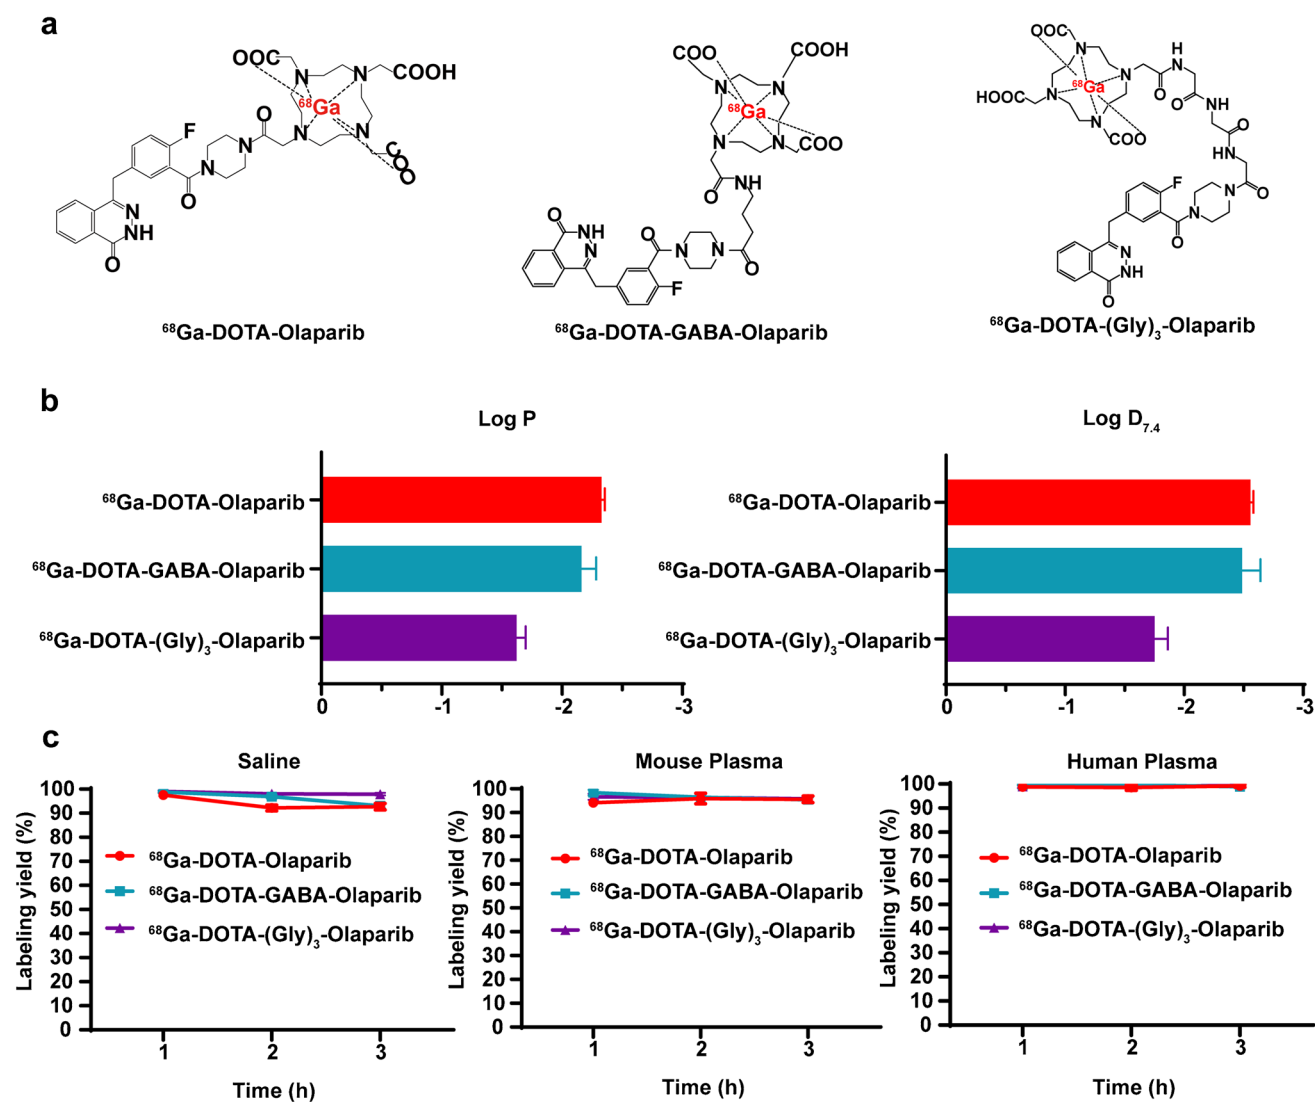 a
OOC
N
N
COOH
68Ga
N
N
COO
O
N
N
F
O
N
NH
O
68Ga-DOTA-Olaparib
COO
COOH
N
N
68Ga
N
N
COO
O
NH
O
NH
N
O
N
N
O
F
68Ga-DOTA-GABA-Olaparib
OOC
N
N
68Ga
HOOC
N
N
COO
O
H
N
O
NH
O
HN
O
F
N
N
O
N
NH
O
68Ga-DOTA-(Gly)3-Olaparib
b
Log P
68Ga-DOTA-Olaparib
68Ga-DOTA-GABA-Olaparib
68Ga-DOTA-(Gly)3-Olaparib
0 -1 -2 -3
Log D7.4
68Ga-DOTA-Olaparib
68Ga-DOTA-GABA-Olaparib
68Ga-DOTA-(Gly)3-Olaparib
0 -1 -2 -3
c
Saline
Labeling yield (%)
100
90
80
70
60
50
40
30
20
10
0
68Ga-DOTA-Olaparib
68Ga-DOTA-GABA-Olaparib
68Ga-DOTA-(Gly)3-Olaparib
1 2 3
Time (h)
Mouse Plasma
Labeling yield (%)
100
90
80
70
60
50
40
30
20
10
0
68Ga-DOTA-Olaparib
68Ga-DOTA-GABA-Olaparib
68Ga-DOTA-(Gly)3-Olaparib
1 2 3
Time (h)
Human Plasma
Labeling yield (%)
100
90
80
70
60
50
40
30
20
10
0
68Ga-DOTA-Olaparib
68Ga-DOTA-GABA-Olaparib
68Ga-DOTA-(Gly)3-Olaparib
1 2 3
Time (h)